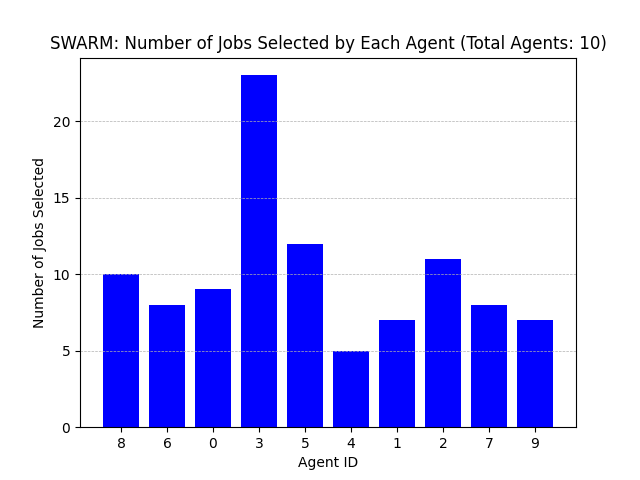 SWARM: Number of Jobs Selected by Each Agent (Total Agents: 10)
Number of Jobs Selected
20
15
10
5
0
8 6 0 3 5 4 1 2 7 9
Agent ID